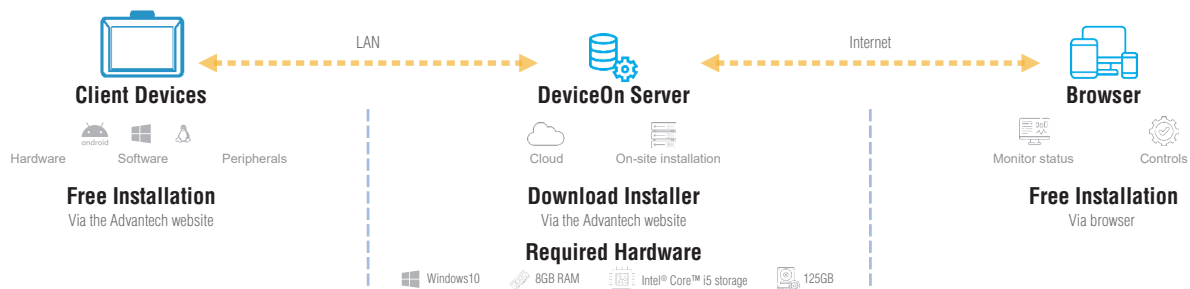 LAN
Internet
Client Devices
DeviceOn Server
Browser
android
Hardware
Software
Peripherals
Cloud
On-site installation
Monitor status
Controls
Free Installation
Via the Advantech website
Download Installer
Via the Advantech website
Free Installation
Via browser
Required Hardware
Windows10
8GB RAM
Intel® Core™ i5 storage
125GB